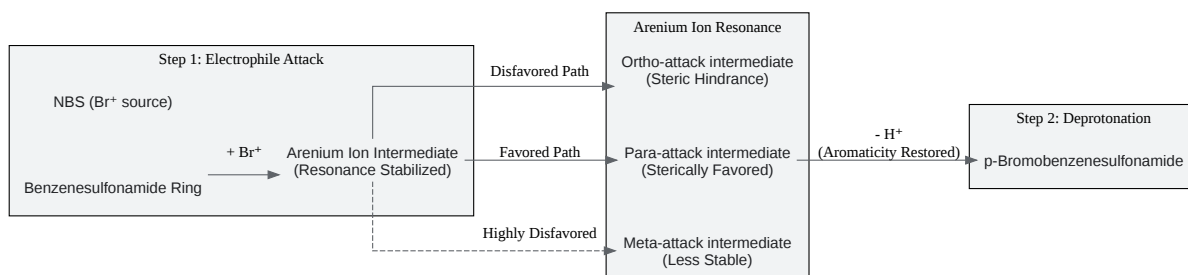 Step 1: Electrophile Attack
NBS (Br⁺ source)
Benzenesulfonamide Ring
+ Br⁺
Arenium Ion Intermediate
(Resonance Stabilized)
Disfavored Path
Favored Path
Highly Disfavored
Arenium Ion Resonance
Ortho-attack intermediate
(Steric Hindrance)
Para-attack intermediate
(Sterically Favored)
Meta-attack intermediate
(Less Stable)
- H⁺
(Aromaticity Restored)
Step 2: Deprotonation
p-Bromobenzenesulfonamide